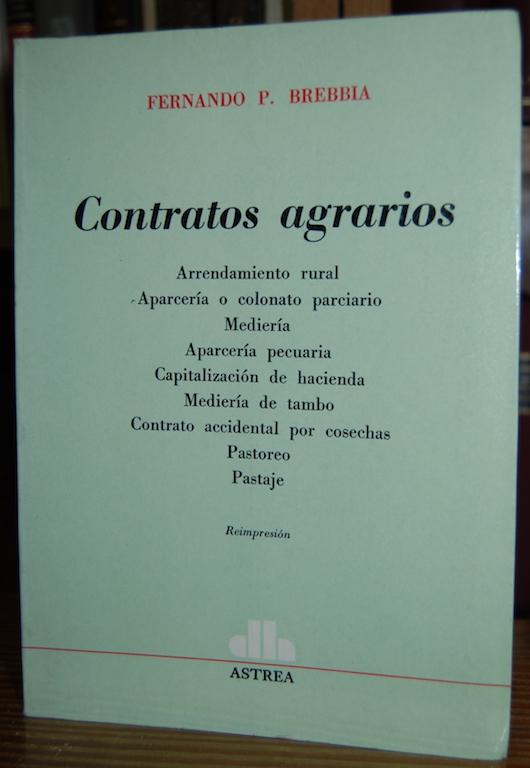 FERNANDO P. BREBBIA
Contratos agrarios
Arrendamiento rural
Aparcería o colonato parciario
Mediería
Aparcería pecuaria
Capitalización de hacienda
Mediería de tambo
Contrato accidental por cosechas
Pastoreo
Pastaje
Reimpresión
ASTREA